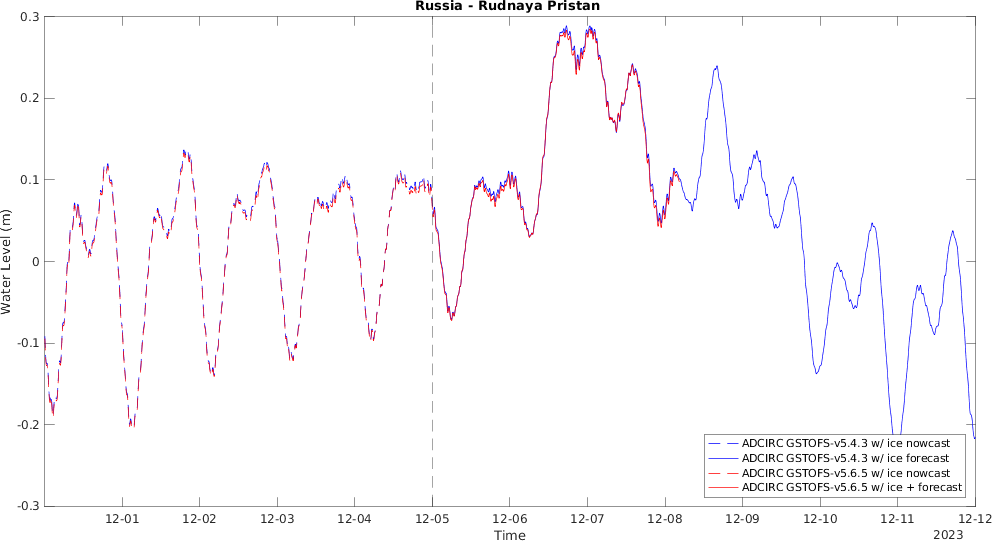 Russia - Rudnaya Pristan
0.3
0.2
0.1
0
-0.1
-0.2
-0.3
Water Level (m)
12-01 12-02 12-03 12-04 12-05 12-06 12-07 12-08 12-09 12-10 12-11 12-12
Time
2023
ADCIRC GSTOFS-v5.4.3 w/ ice nowcast
ADCIRC GSTOFS-v5.4.3 w/ ice forecast
ADCIRC GSTOFS-v5.6.5 w/ ice nowcast
ADCIRC GSTOFS-v5.6.5 w/ ice + forecast